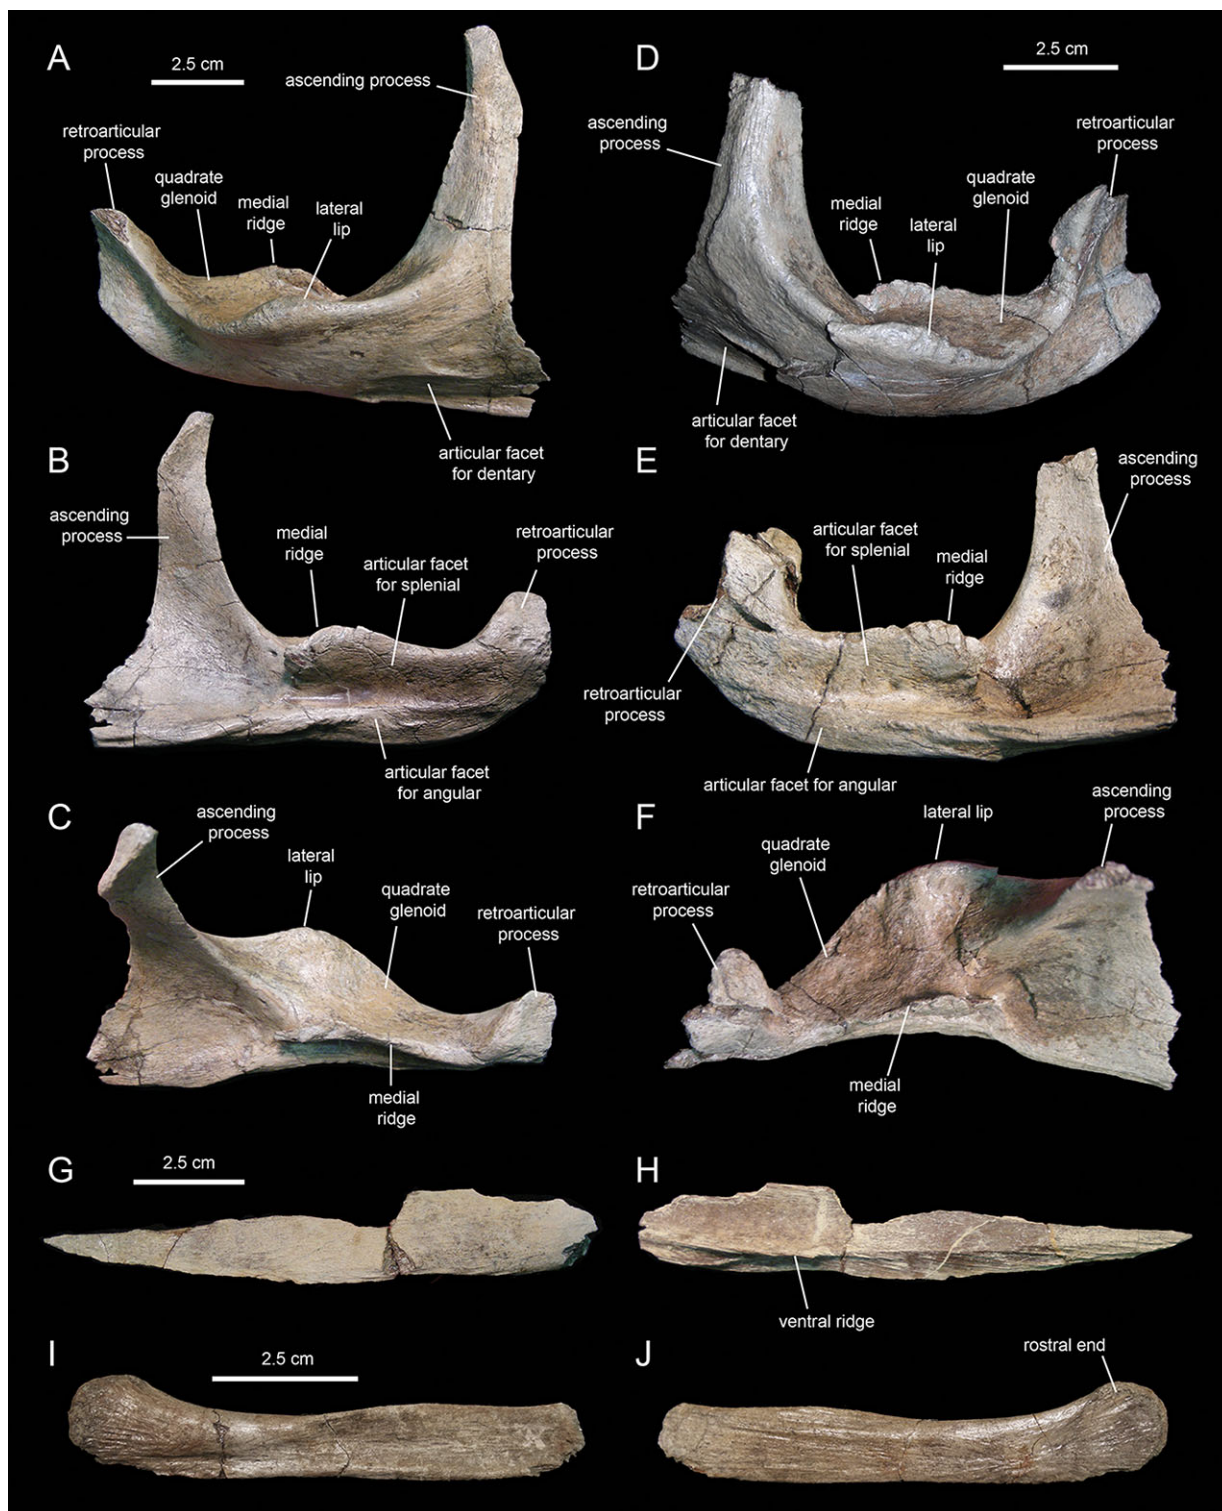 A
2.5 cm
ascending process
retroarticular
process
quadrate
glenoid
medial
ridge
lateral
lip
articular facet
for dentary
D
2.5 cm
ascending
process
retroarticular
process
medial
ridge
quadrate
glenoid
lateral
lip
articular facet
for dentary
B
ascending
process
medial
ridge
articular facet
for splenial
retroarticular
process
articular facet
for angular
E
ascending
process
articular facet
for splenial
medial
ridge
retroarticular
process
articular facet for angular
C
ascending
process
lateral
lip
quadrate
glenoid
retroarticular
process
medial
ridge
F
lateral lip
ascending
process
quadrate
glenoid
retroarticular
process
medial
ridge
G
2.5 cm
H
ventral ridge
I
2.5 cm
J
rostral end